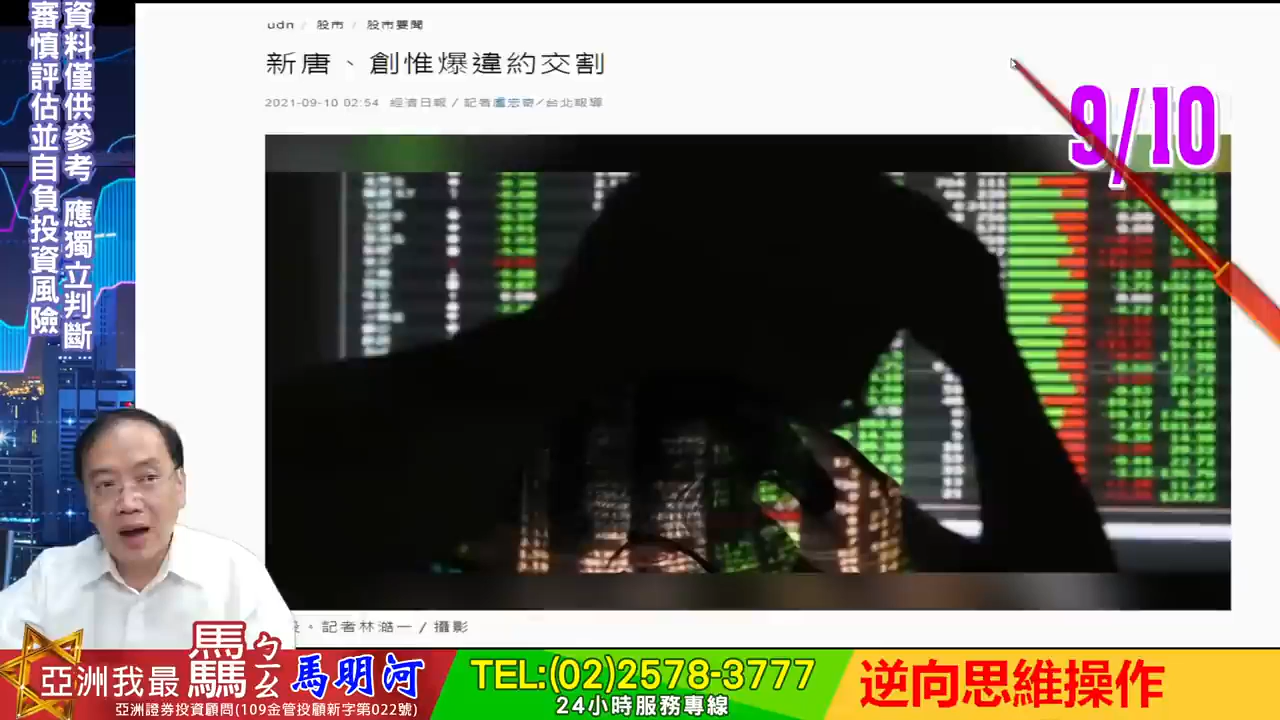 資料僅供參考 應獨立判斷
審慎評估並自負投資風險
udn / 股市 / 股市要聞
新唐、創惟爆違約交割
2021-09-10 02:54 經濟日報 / 記者盧宏奇/台北報導
9/10
。記者林澔一 / 攝影
亞洲我最驫ㄅㄧㄠ 馬明河
亞洲證券投資顧問(109金管投顧新字第022號)
TEL:(02)2578-3777
24小時服務專線
逆向思維操作